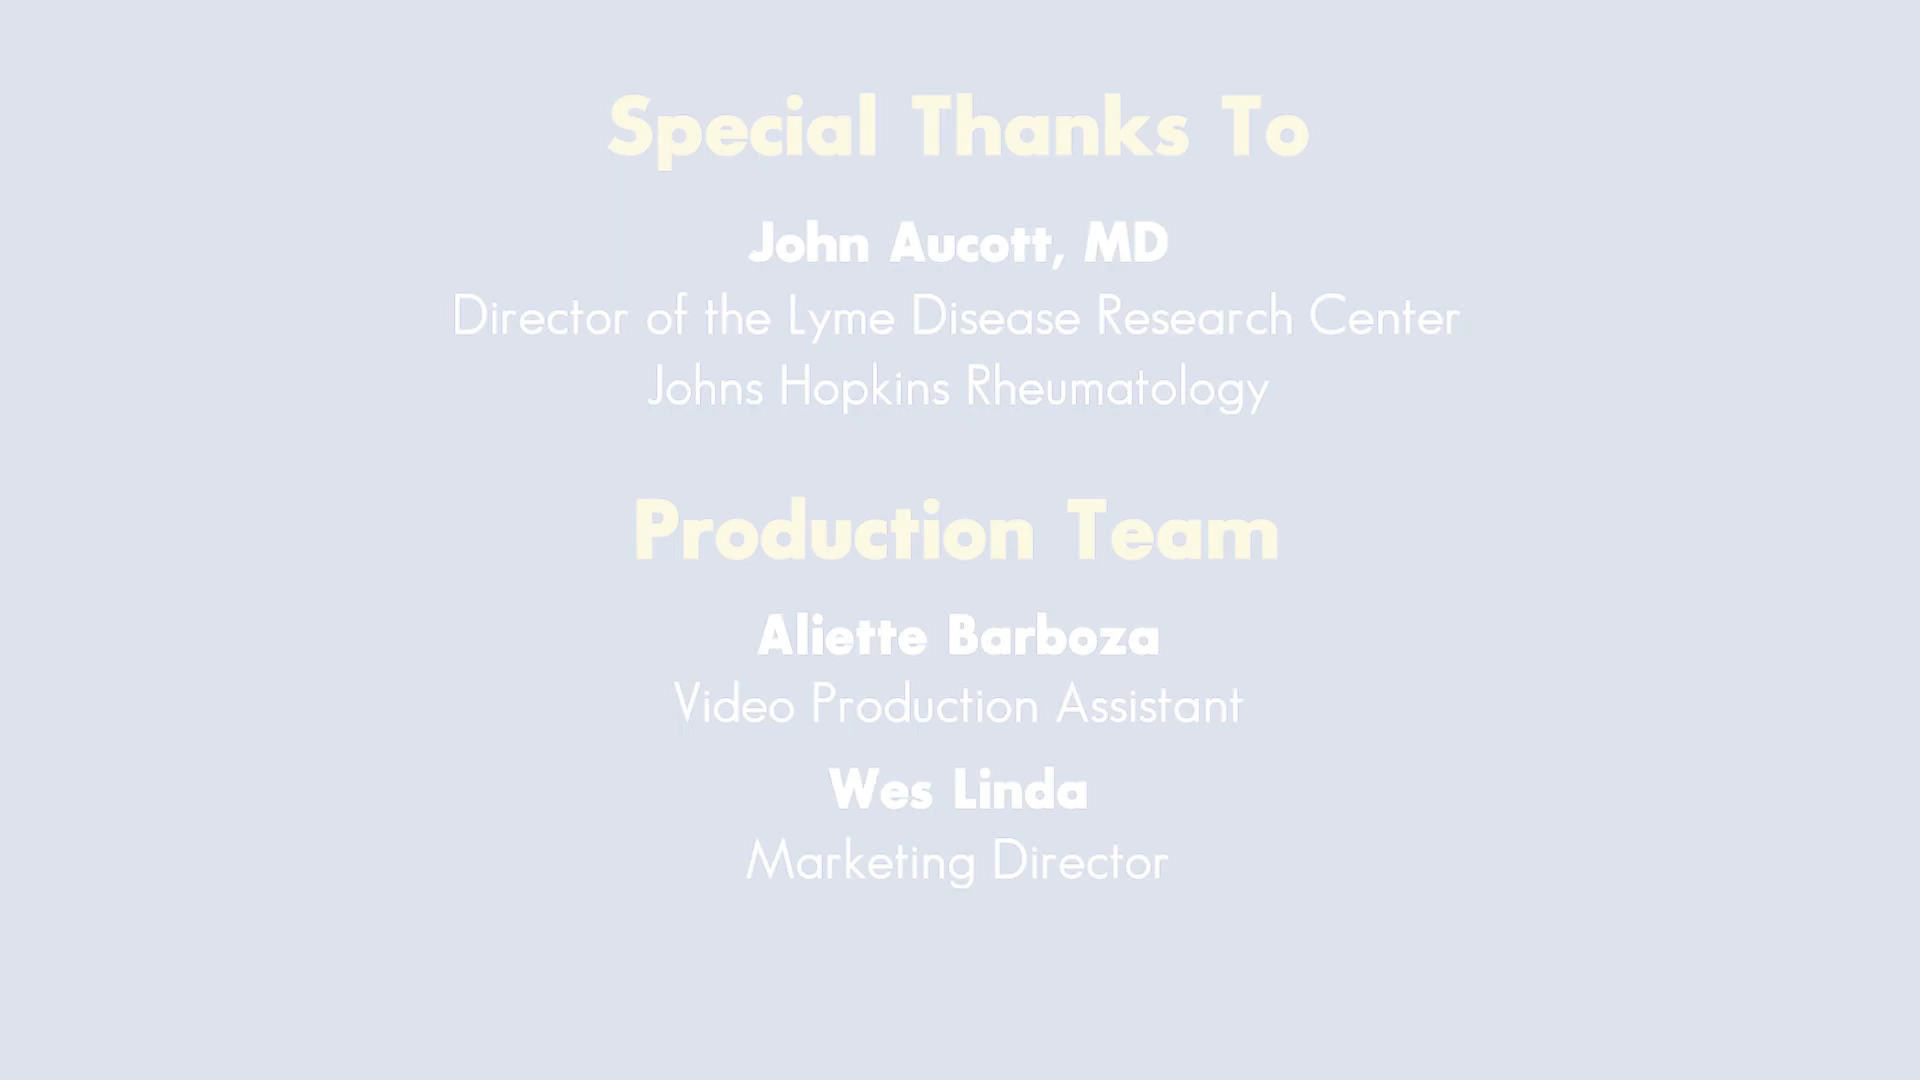 Special Thanks To
John Aucott, MD
Director of the Lyme Disease Research Center
Johns Hopkins Rheumatology
Production Team
Aliette Barboza
Video Production Assistant
Wes Linda
Marketing Director